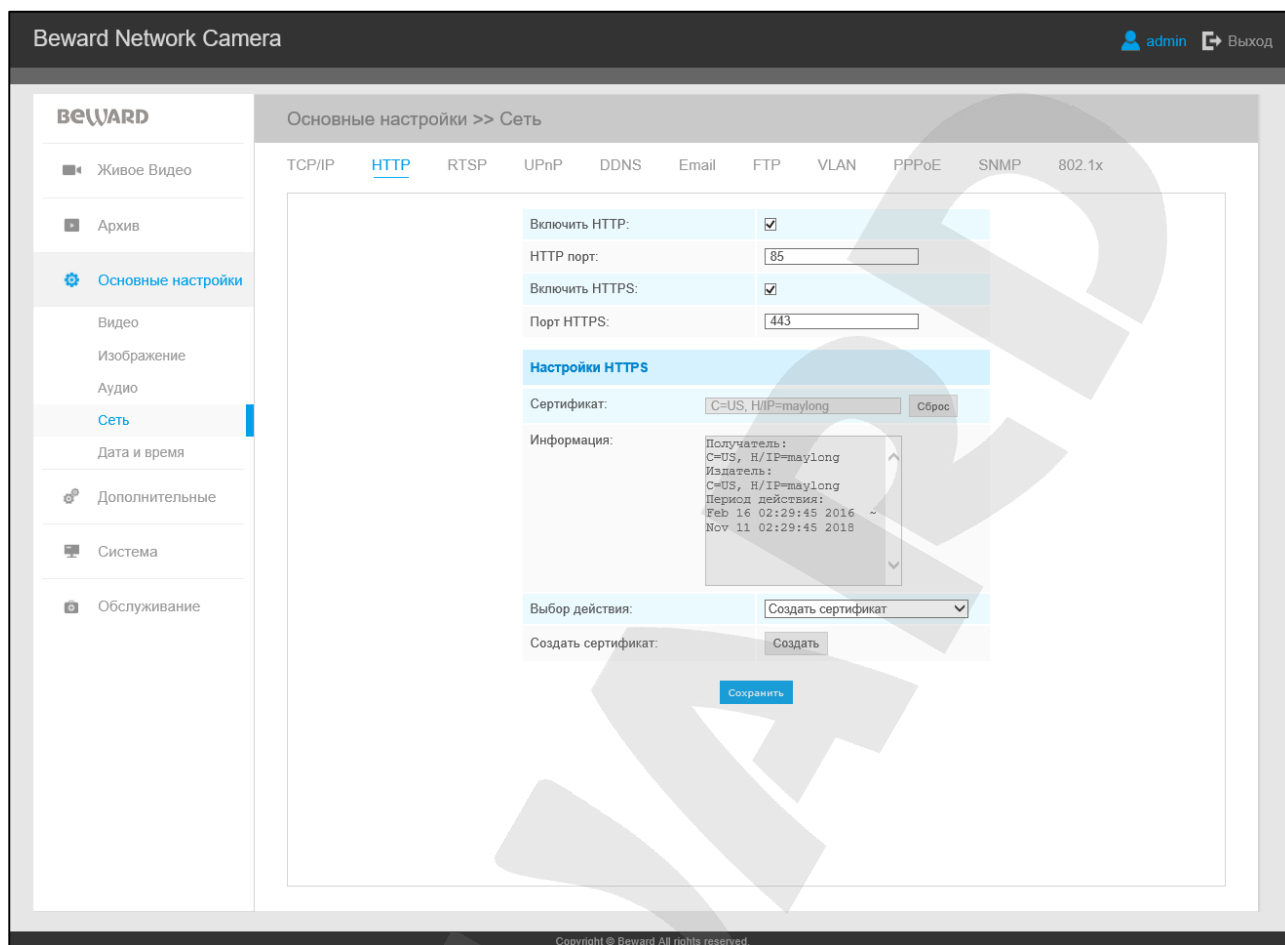 Beward Network Camera
admin Выход
BEWARD
Основные настройки >> Сеть
TCP/IP HTTP RTSP UPnP DDNS Email FTP VLAN PPPoE SNMP 802.1x
Живое Видео
Архив
Основные настройки
Видео
Изображение
Аудио
Сеть
Дата и время
Дополнительные
Система
Обслуживание
Включить HTTP:
HTTP порт: 85
Включить HTTPS:
Порт HTTPS: 443
Настройки HTTPS
Сертификат: C=US, H/IP=maylong Сброс
Информация:
Получатель:
C=US, H/IP=maylong
Издатель:
C=US, H/IP=maylong
Период действия:
Feb 16 02:29:45 2016 ~
Nov 11 02:29:45 2018
Выбор действия: Создать сертификат
Создать сертификат: Создать
Сохранить
Copyright © Beward All rights reserved.